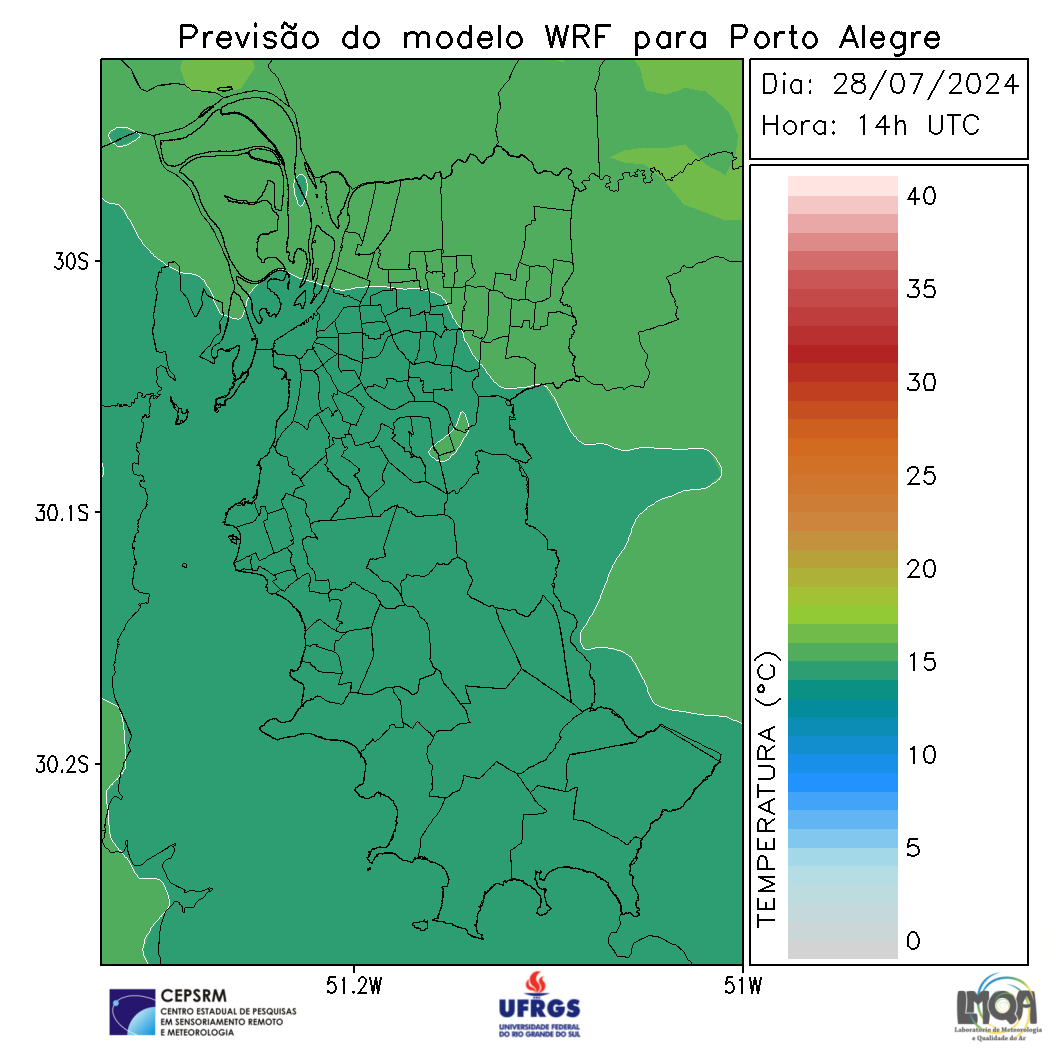 Previsão do modelo WRF para Porto Alegre
Dia: 28/07/2024
Hora: 14h UTC
40
35
30
25
20
15
10
5
0
TEMPERATURA (°C)
30S
30.1S
30.2S
51.2W
51W
CEPSRM
CENTRO ESTADUAL DE PESQUISAS
EM SENSORIAMENTO REMOTO
E METEOROLOGIA
UFRGS
UNIVERSIDADE FEDERAL
DO RIO GRANDE DO SUL
LMQA
Laboratório de Meteorologia
e Qualidade do Ar